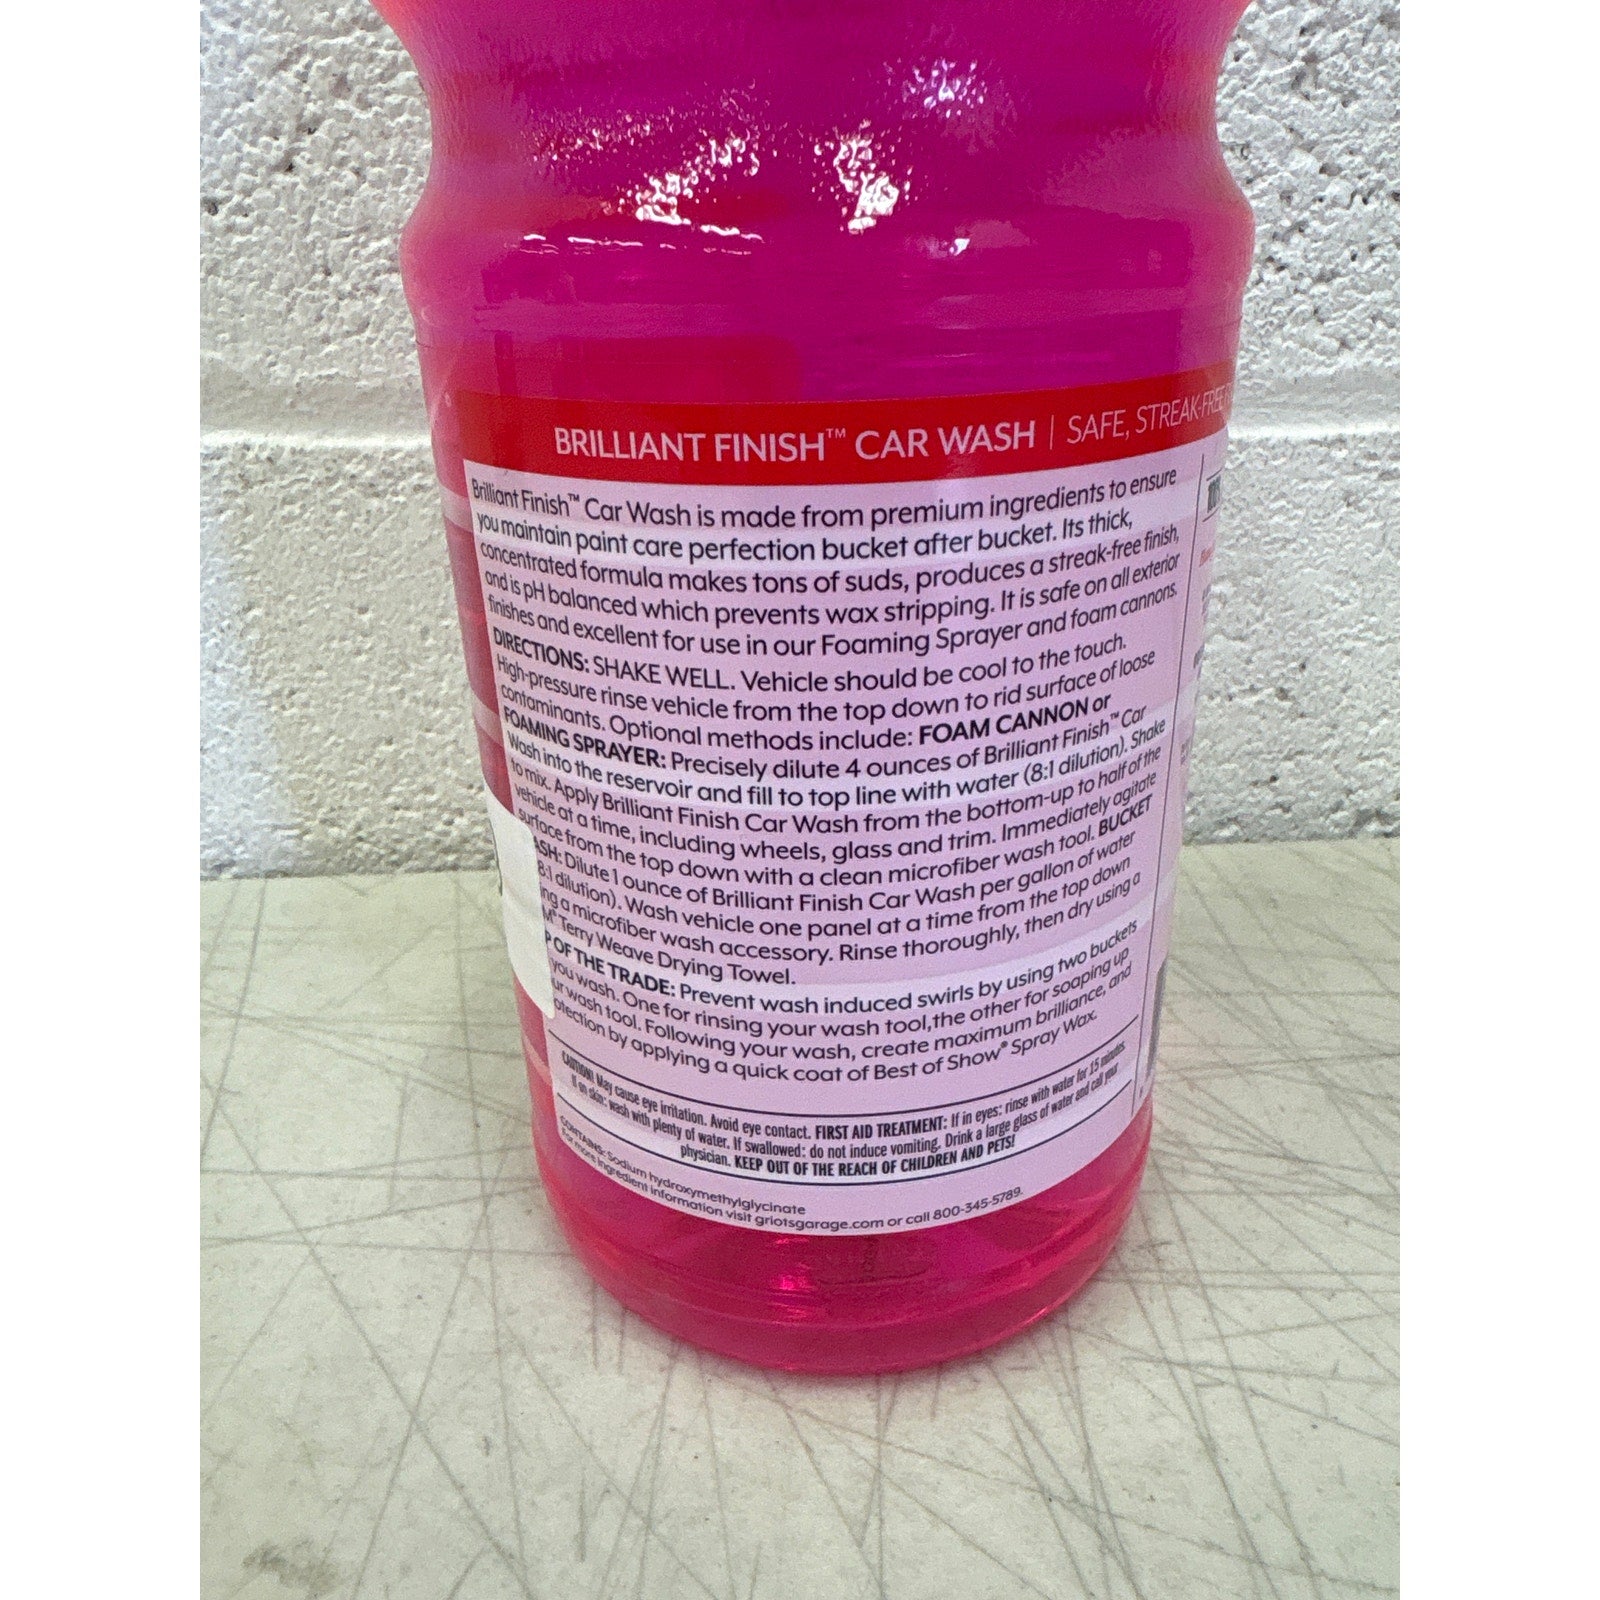 BRILLIANT FINISH™ CAR WASH | SAFE, STREAK-FREE
Brilliant Finish™ Car Wash is made from premium ingredients to ensure
you maintain paint care perfection bucket after bucket. Its thick,
concentrated formula makes tons of suds, produces a streak-free finish,
and is pH balanced which prevents wax stripping. It is safe on all exterior
finishes and excellent for use in our Foaming Sprayer and foam cannons.
DIRECTIONS: SHAKE WELL. Vehicle should be cool to the touch.
High-pressure rinse vehicle from the top down to rid surface of loose
contaminants. Optional methods include: FOAM CANNON or
FOAMING SPRAYER: Precisely dilute 4 ounces of Brilliant Finish™ Car
Wash into the reservoir and fill to top line with water (8:1 dilution). Shake
to mix. Apply Brilliant Finish Car Wash from the bottom-up to half of the
vehicle at a time, including wheels, glass and trim. Immediately agitate
surface from the top down with a clean microfiber wash tool. BUCKET
ASH: Dilute 1 ounce of Brilliant Finish Car Wash per gallon of water
8:1 dilution). Wash vehicle one panel at a time from the top down
ng a microfiber wash accessory. Rinse thoroughly, then dry using a
M® Terry Weave Drying Towel.
P OF THE TRADE: Prevent wash induced swirls by using two buckets
you wash. One for rinsing your wash tool, the other for soaping up
ur wash tool. Following your wash, create maximum brilliance, and
otection by applying a quick coat of Best of Show® Spray Wax.
CAUTION! May cause eye irritation. Avoid eye contact. FIRST AID TREATMENT: If in eyes: rinse with water for 15 minutes.
If on skin: wash with plenty of water. If swallowed: do not induce vomiting. Drink a large glass of water and call your
physician. KEEP OUT OF THE REACH OF CHILDREN AND PETS!
CONTAINS: Sodium hydroxymethylglycinate
For more ingredient information visit griotsgarage.com or call 800-345-5789.